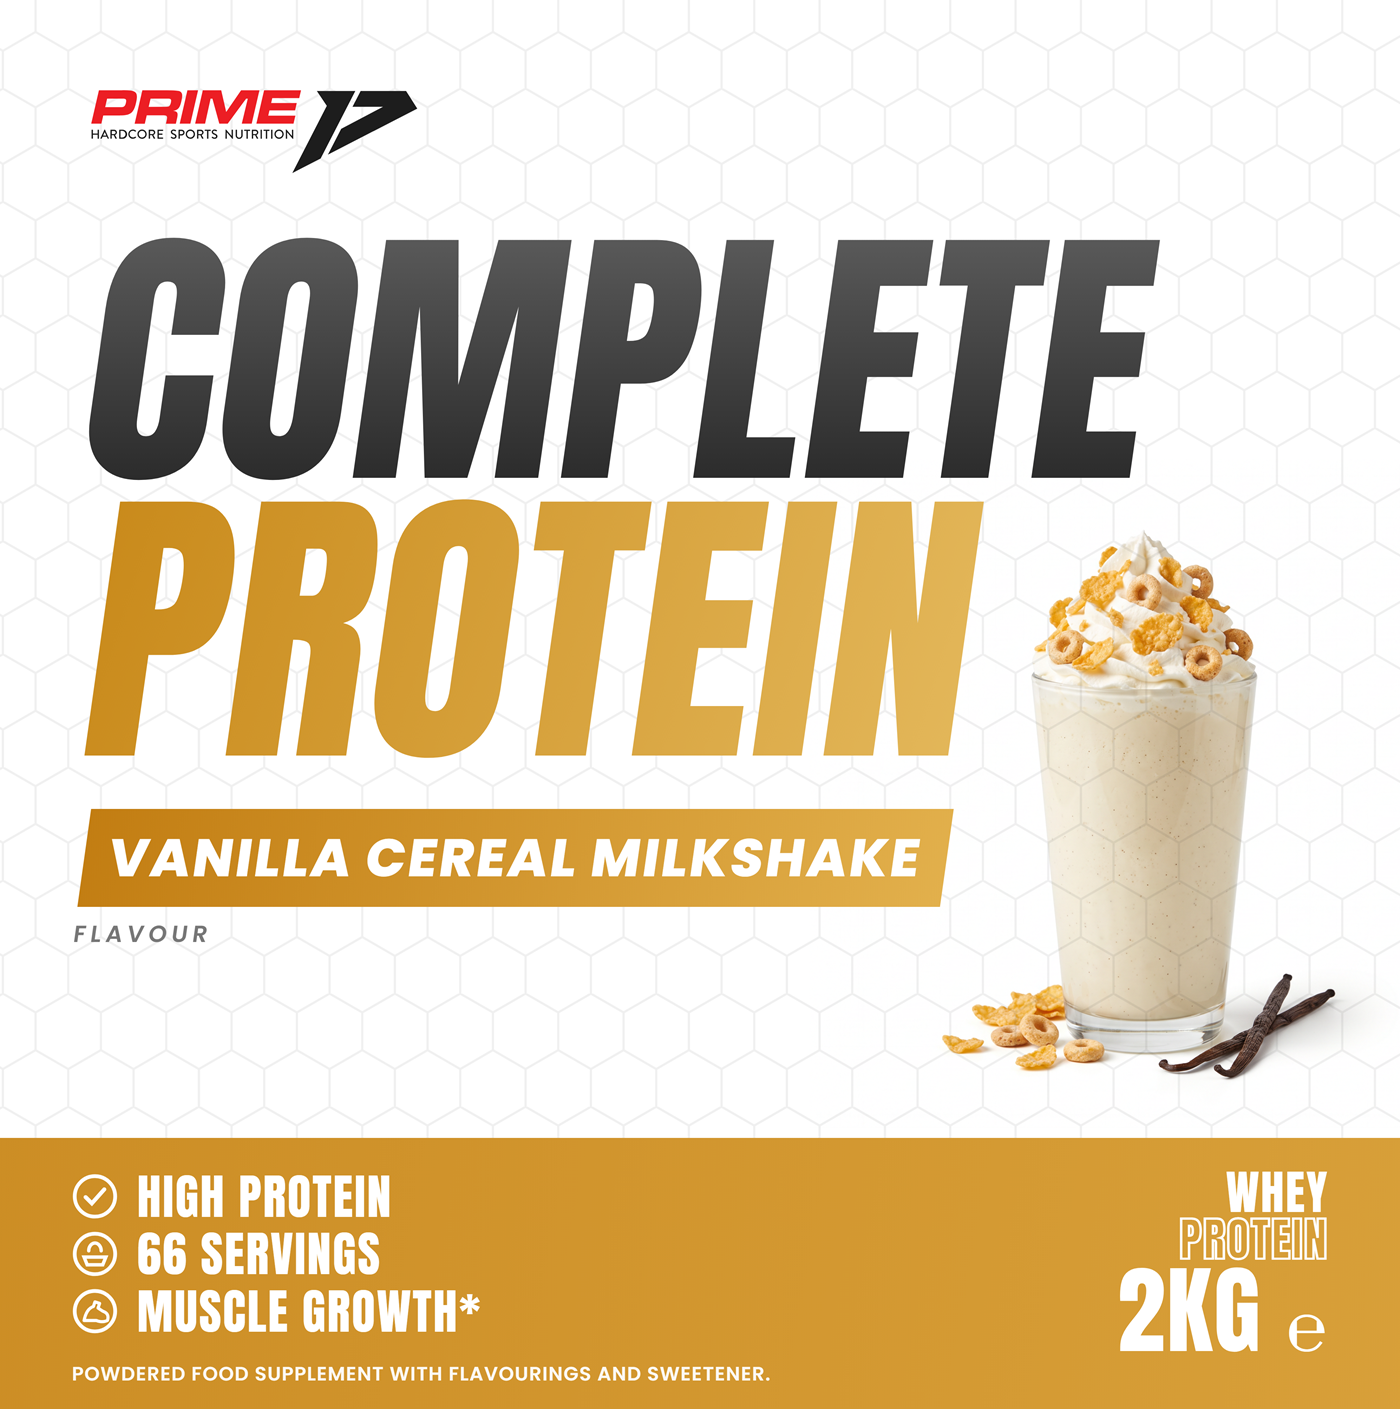 PRIME
HARDCORE SPORTS NUTRITION
COMPLETE
PROTEIN
VANILLA CEREAL MILKSHAKE
FLAVOUR
HIGH PROTEIN
66 SERVINGS
MUSCLE GROWTH*
POWDERED FOOD SUPPLEMENT WITH FLAVOURINGS AND SWEETENER.
WHEY
PROTEIN
2KG ℮